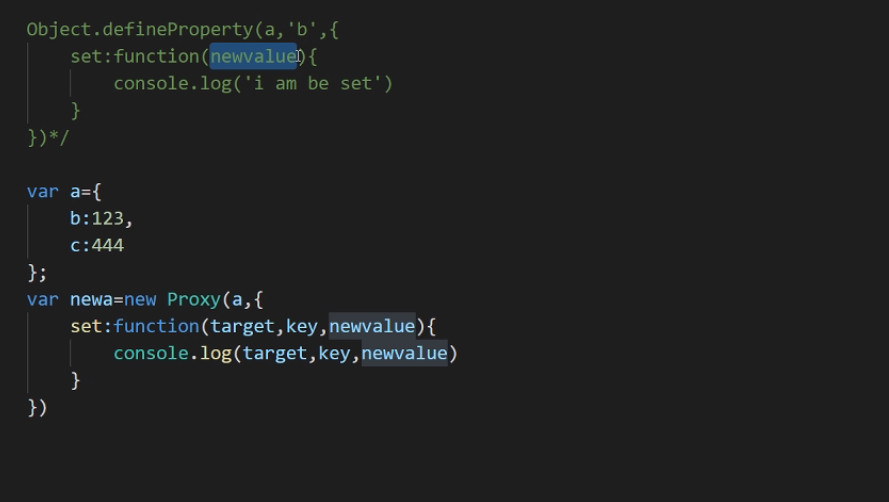 Object.defineProperty(a,'b',{
    set:function(newvalue){
        console.log('i am be set')
    }
})*/

var a={
    b:123,
    c:444
};
var newa=new Proxy(a,{
    set:function(target,key,newvalue){
        console.log(target,key,newvalue)
    }
})